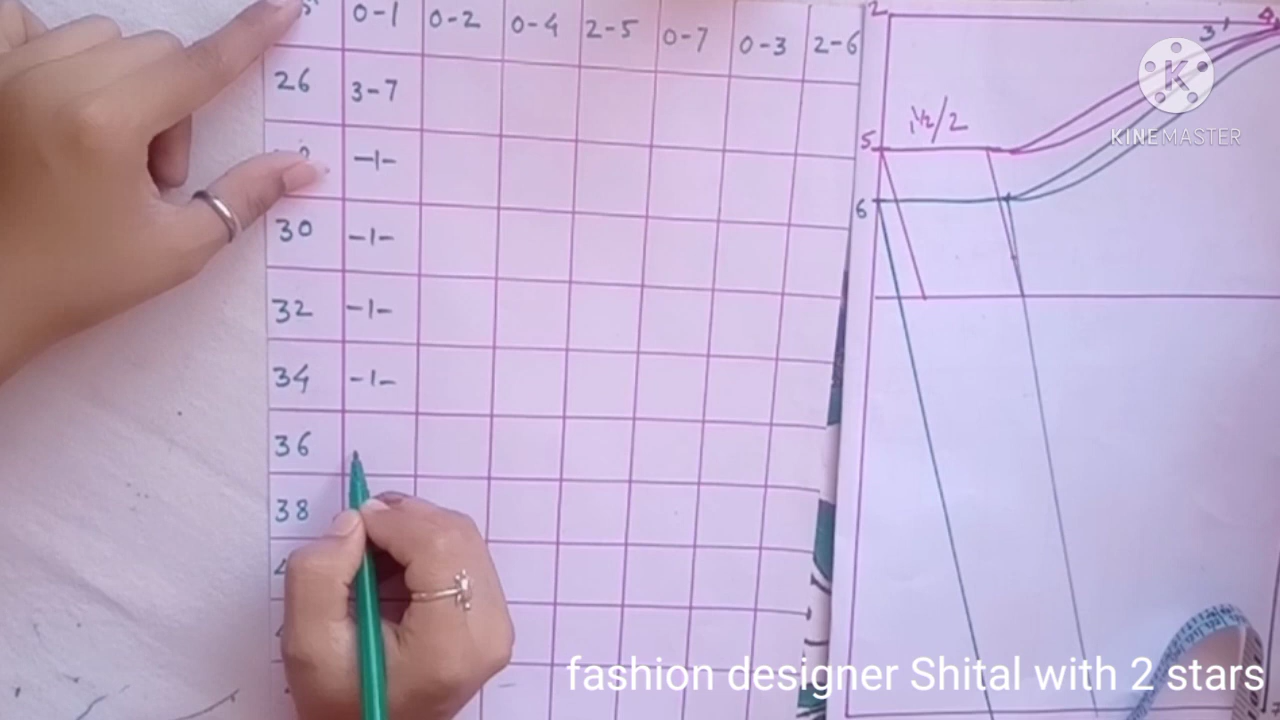 0-1 0-2 0-4 2-5 0-7 0-3 2-6
26 3-7
-1-
30 -1-
32 -1-
34 -1-
36
38
2 3' 4
1 1/2/2
5
6
KINEMASTER
fashion designer Shital with 2 stars